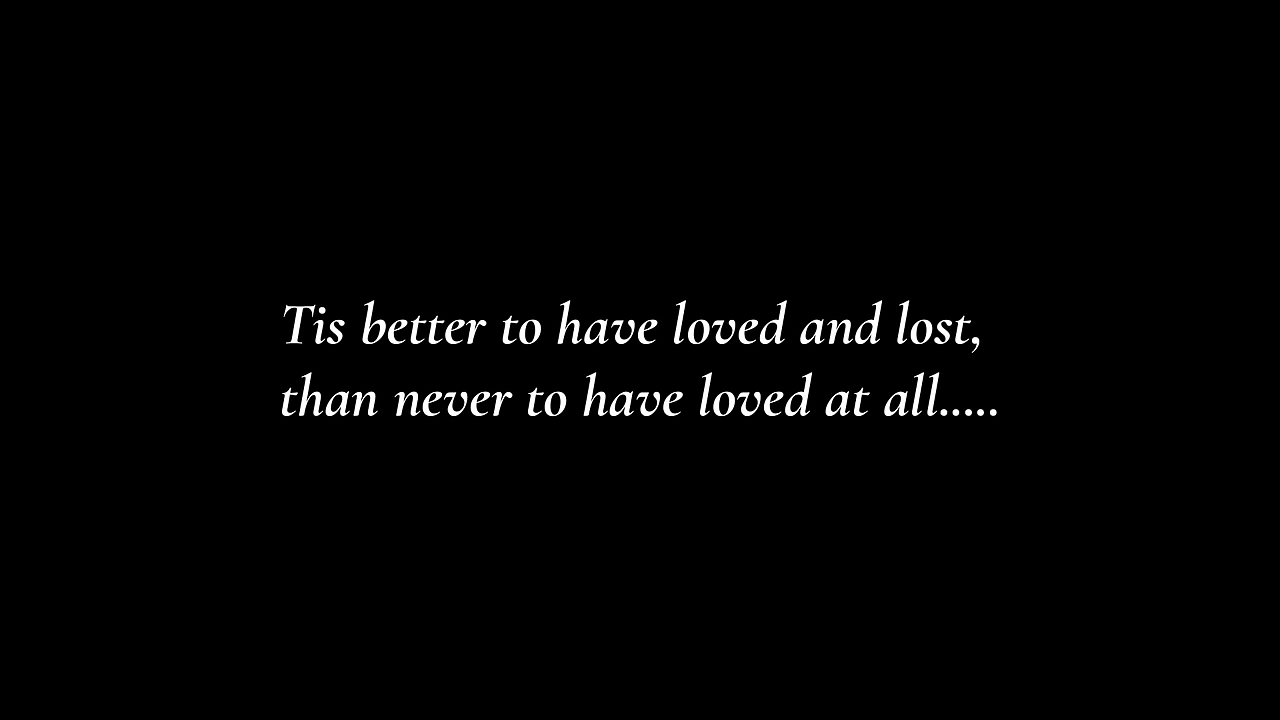 Tis better to have loved and lost,
than never to have loved at all.....